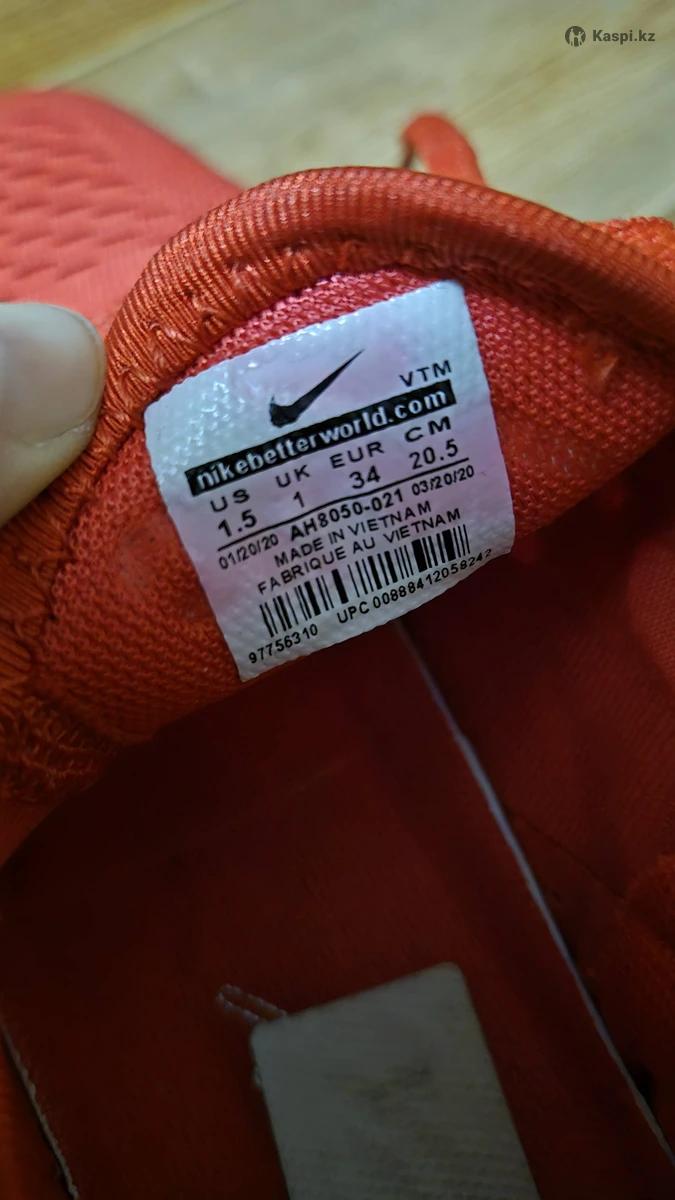 Kaspi.kz
VTM
nikebetterworld.com
US UK EUR CM
1.5 1 34 20.5
01/20/20 AH8050-021 03/20/20
MADE IN VIETNAM
FABRIQUE AU VIETNAM
97756310 UPC 00888412058242